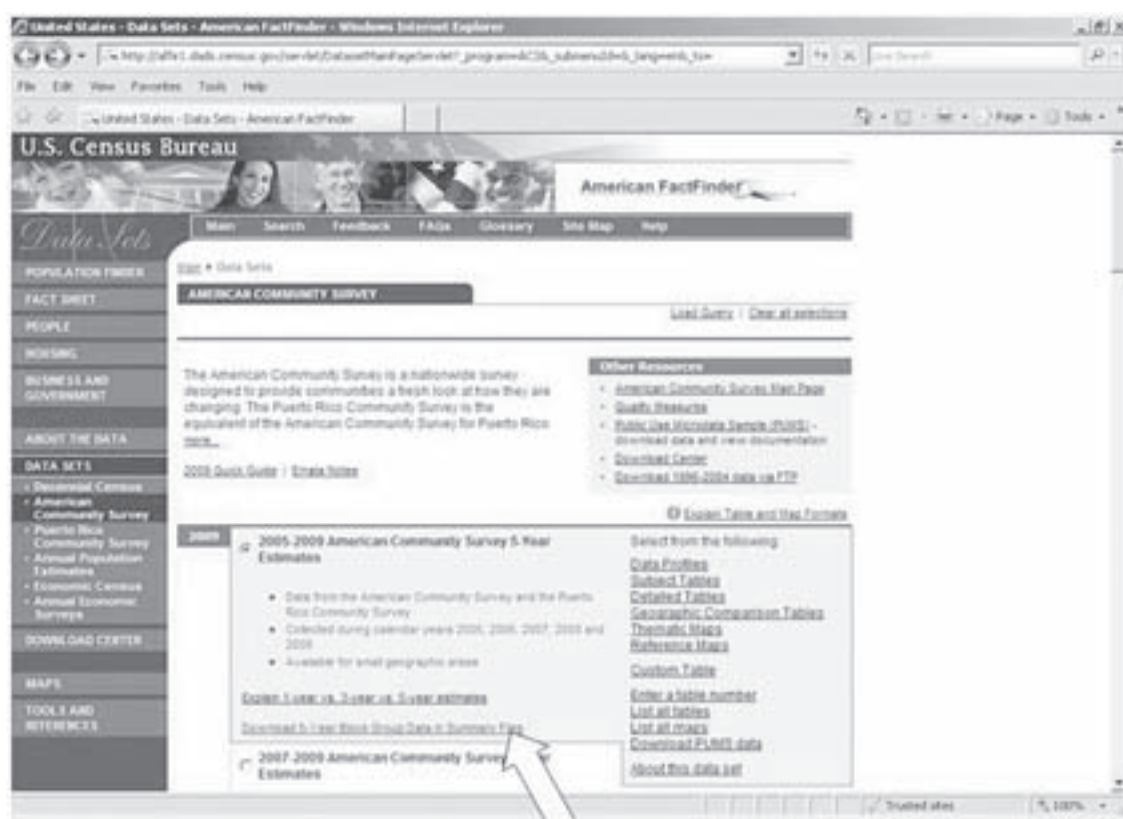 United States - Data Sets - American FactFinder - Windows Internet Explorer
File Edit View Favorites Tools Help
United States - Data Sets - American FactFinder
Page Tools
U.S. Census Bureau
American FactFinder
Data Sets
Main Search Feedback FAQs Glossary Site Map Help
POPULATION FINDER
FACT SHEET
PEOPLE
HOUSING
BUSINESS AND
GOVERNMENT
ABOUT THE DATA
DATA SETS
Decennial Census
American
Community Survey
Puerto Rico
Community Survey
Annual Population
Estimates
Economic Census
Annual Economic
Surveys
DOWNLOAD CENTER
MAPS
TOOLS AND
REFERENCES
Main Data Sets
AMERICAN COMMUNITY SURVEY
Load Query | Clear all selections
The American Community Survey is a nationwide survey
designed to provide communities a fresh look at how they are
changing. The Puerto Rico Community Survey is the
equivalent of the American Community Survey for Puerto Rico
more...
2009 Quick Guide | Errata Notes
Other Resources
American Community Survey Main Page
Quality Measures
Public Use Microdata Sample (PUMS) -
download data and view documentation
Download Center
Download 1996-2004 data via FTP
Explain Table and Map Formats
2009
2005-2009 American Community Survey 5-Year
Estimates
• Data from the American Community Survey and the Puerto
Rico Community Survey
• Collected during calendar years 2005, 2006, 2007, 2008 and
2009
• Available for small geographic areas
Explain 1-year vs. 3-year vs. 5-year estimates
Download 5-Year Block Group Data in Summary Files
Select from the following:
Data Profiles
Subject Tables
Detailed Tables
Geographic Comparison Tables
Thematic Maps
Reference Maps
Custom Table
Enter a table number
List all tables
List all maps
Download PUMS data
About this data set
2007-2009 American Community Survey
Estimates
Trusted sites 100%